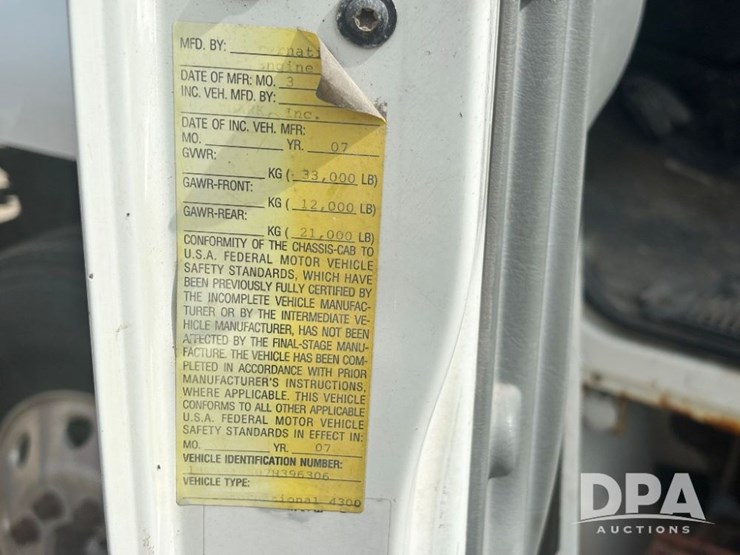 MFD. BY:
DATE OF MFR: MO. 3
INC. VEH. MFD. BY:
Inc.
DATE OF INC. VEH. MFR:
MO. YR. 07
GVWR:
KG ( 33,000 LB)
GAWR-FRONT:
KG ( 12,000 LB)
GAWR-REAR:
KG ( 21,000 LB)
CONFORMITY OF THE CHASSIS-CAB TO
U.S.A. FEDERAL MOTOR VEHICLE
SAFETY STANDARDS, WHICH HAVE
BEEN PREVIOUSLY FULLY CERTIFIED BY
THE INCOMPLETE VEHICLE MANUFAC-
TURER OR BY THE INTERMEDIATE VE-
HICLE MANUFACTURER, HAS NOT BEEN
AFFECTED BY THE FINAL-STAGE MANU-
FACTURE. THE VEHICLE HAS BEEN COM-
PLETED IN ACCORDANCE WITH PRIOR
MANUFACTURER'S INSTRUCTIONS,
WHERE APPLICABLE. THIS VEHICLE
CONFORMS TO ALL OTHER APPLICABLE
U.S.A. FEDERAL MOTOR VEHICLE
SAFETY STANDARDS IN EFFECT IN:
MO. YR. 07
VEHICLE IDENTIFICATION NUMBER:
VEHICLE TYPE:
4300
DPA
AUCTIONS